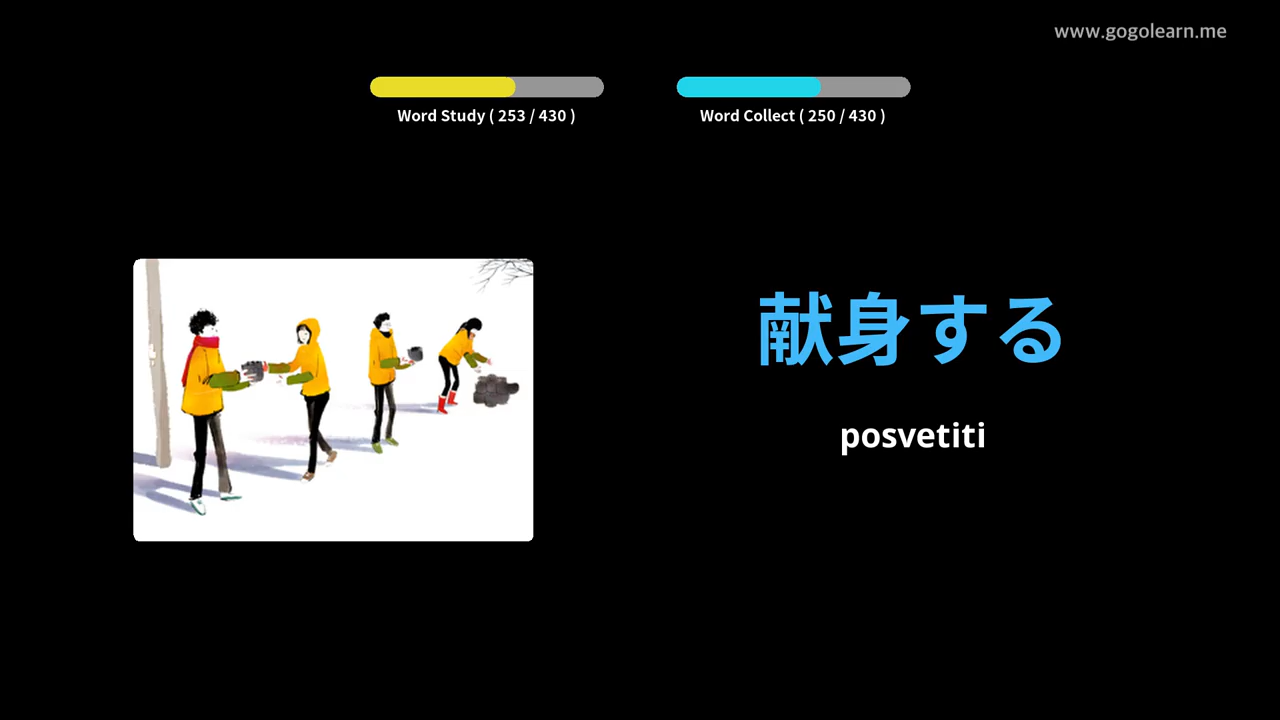 www.gogolearn.me
Word Study ( 253 / 430 )
Word Collect ( 250 / 430 )
献身する
posvetiti